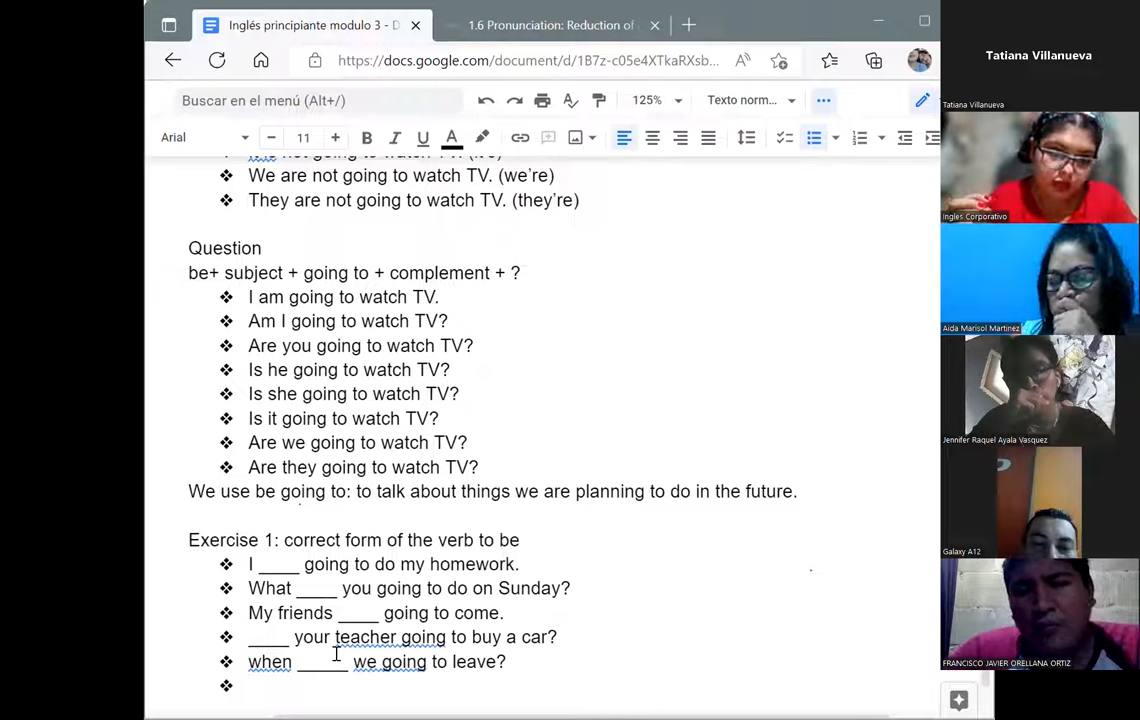 Inglés principiante modulo 3 - D
1.6 Pronunciation: Reduction of
https://docs.google.com/document/d/1B7z-c05e4XTkaRXsb...
Buscar en el menú (Alt+/)
125%
Texto norm...
Arial
11
We are not going to watch TV. (we're)
They are not going to watch TV. (they're)
Question
be+ subject + going to + complement + ?
I am going to watch TV.
Am I going to watch TV?
Are you going to watch TV?
Is he going to watch TV?
Is she going to watch TV?
Is it going to watch TV?
Are we going to watch TV?
Are they going to watch TV?
We use be going to: to talk about things we are planning to do in the future.
Exercise 1: correct form of the verb to be
I ____ going to do my homework.
What ____ you going to do on Sunday?
My friends ____ going to come.
____ your teacher going to buy a car?
when _____ we going to leave?
Tatiana Villanueva
Tatiana Villanueva
Ingles Corporativo
Aida Marisol Martinez
Jennifer Raquel Ayala Vasquez
Galaxy A12
FRANCISCO JAVIER ORELLANA ORTIZ